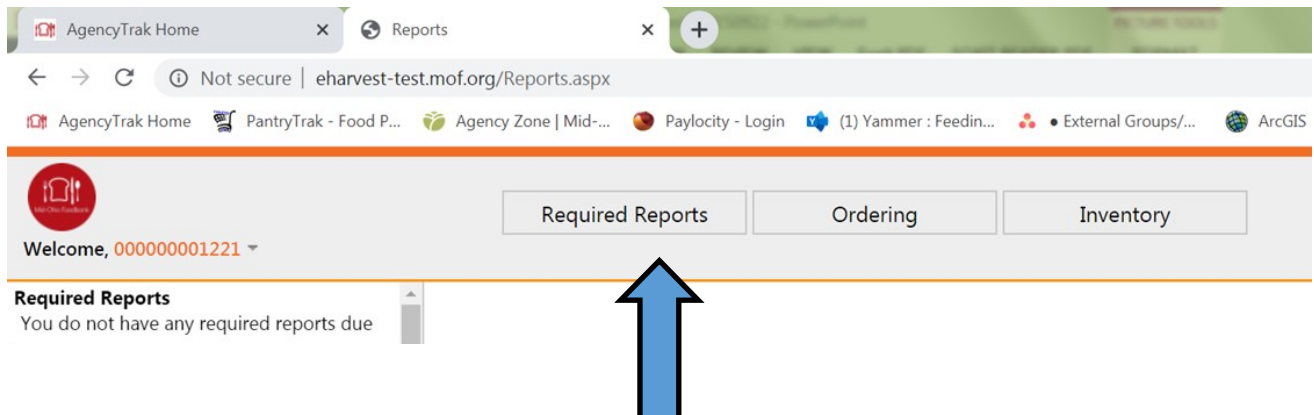 AgencyTrak Home
Reports
Not secure | eharvest-test.mof.org/Reports.aspx
AgencyTrak Home PantryTrak - Food P... Agency Zone | Mid-... Paylocity - Login (1) Yammer : Feedin... • External Groups/... ArcGIS
Required Reports Ordering Inventory
Welcome, 000000001221
Required Reports
You do not have any required reports due